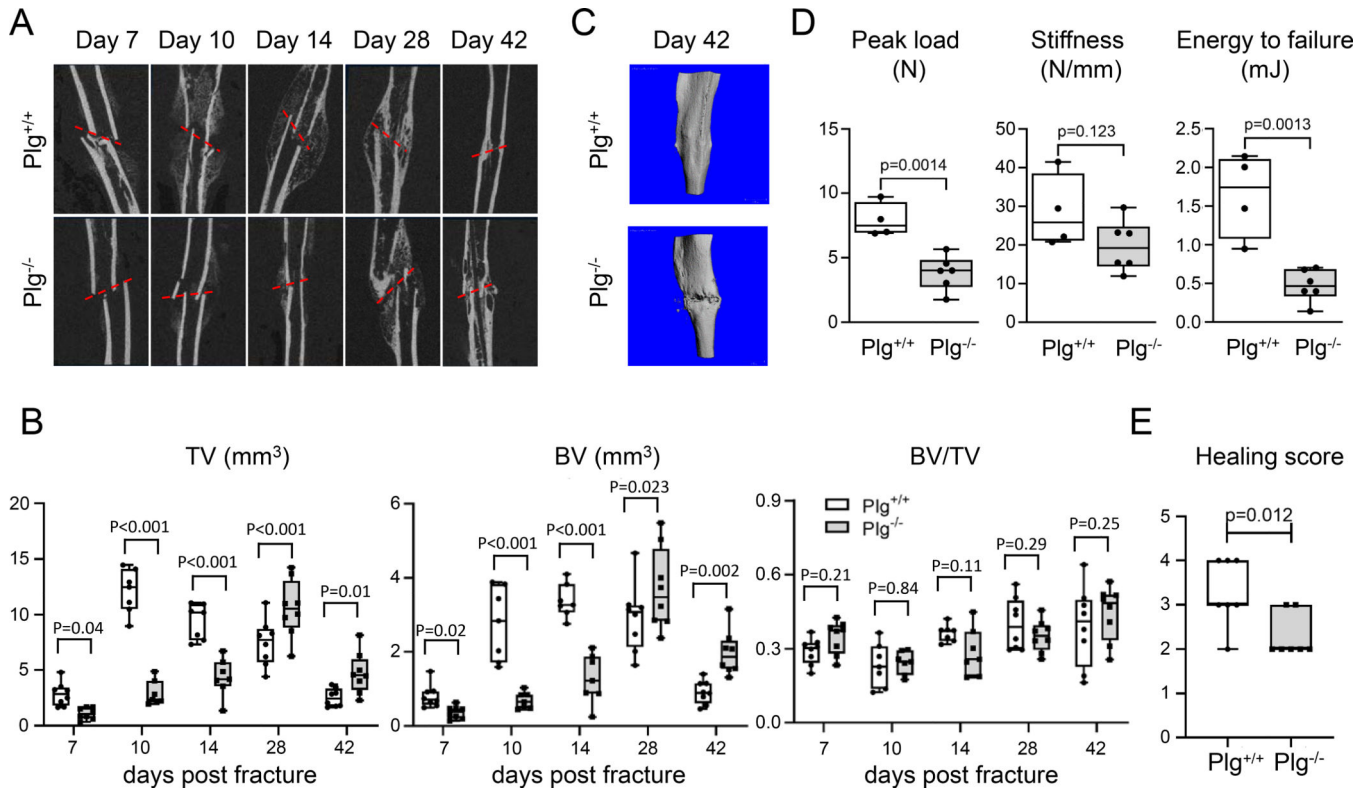 A
Day 7 Day 10 Day 14 Day 28 Day 42
Plg+/+
Plg-/-
C
Day 42
Plg+/+
Plg-/-
D
Peak load
(N)
15
10
5
0
p=0.0014
Plg+/+ Plg-/-
Stiffness
(N/mm)
50
40
30
20
10
0
p=0.123
Plg+/+ Plg-/-
Energy to failure
(mJ)
2.5
2.0
1.5
1.0
0.5
0.0
p=0.0013
Plg+/+ Plg-/-
B
TV (mm³)
20
15
10
5
0
P=0.04
P<0.001
P<0.001
P<0.001
P=0.01
7 10 14 28 42
days post fracture
BV (mm³)
6
4
2
0
P=0.02
P<0.001
P<0.001
P=0.023
P=0.002
7 10 14 28 42
days post fracture
BV/TV
0.9
0.6
0.3
0.0
Plg+/+
Plg-/-
P=0.21
P=0.84
P=0.11
P=0.29
P=0.25
7 10 14 28 42
days post fracture
E
Healing score
5
4
3
2
1
0
p=0.012
Plg+/+ Plg-/-